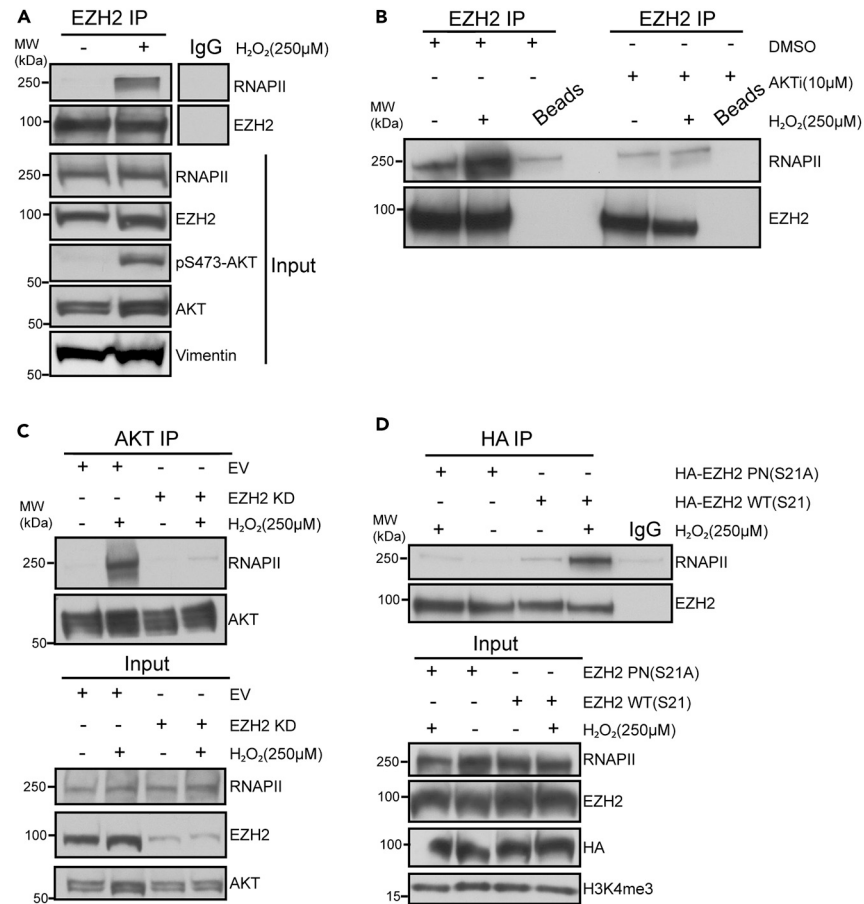 A
EZH2 IP
MW
(kDa)
- + IgG H₂O₂(250µM)
250 RNAPII
100 EZH2
250 RNAPII
100 EZH2
pS473-AKT
50
Input
AKT
50
Vimentin
50
B
EZH2 IP EZH2 IP
+ + + - - - DMSO
- - - + + + AKTi(10µM)
MW
(kDa)
- + Beads - + Beads H₂O₂(250µM)
250 RNAPII
100 EZH2
C
AKT IP
+ + - - EV
- - + + EZH2 KD
MW
(kDa)
- + - + H₂O₂(250µM)
250 RNAPII
AKT
50
Input
+ + - - EV
- - + + EZH2 KD
- + - + H₂O₂(250µM)
250 RNAPII
100 EZH2
AKT
50
D
HA IP
+ + - - HA-EZH2 PN(S21A)
- - + + HA-EZH2 WT(S21)
MW
(kDa)
+ - - + IgG H₂O₂(250µM)
250 RNAPII
100 EZH2
Input
+ + - - EZH2 PN(S21A)
- - + + EZH2 WT(S21)
+ - - + H₂O₂(250µM)
250 RNAPII
100 EZH2
100 HA
H3K4me3
15